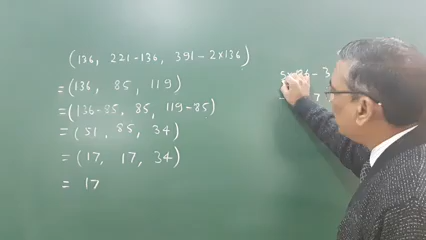 (136, 221-136, 391-2×136)
= (136, 85, 119)
= (136-85, 85, 119-85)
= (51, 85, 34)
= (17, 17, 34)
= 17